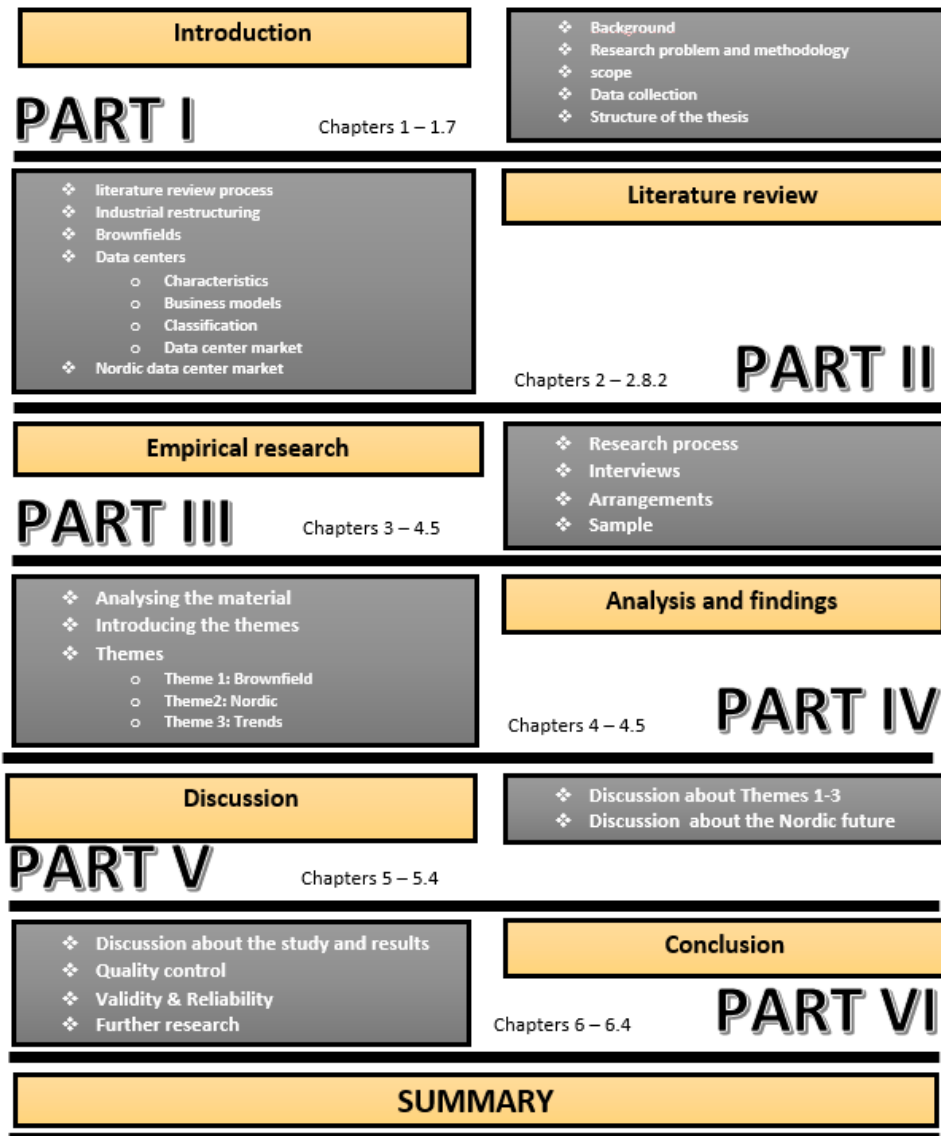 Introduction
❖ Background
❖ Research problem and methodology
❖ scope
❖ Data collection
❖ Structure of the thesis
PART I
Chapters 1 – 1.7
❖ literature review process
❖ Industrial restructuring
❖ Brownfields
❖ Data centers
o Characteristics
o Business models
o Classification
o Data center market
❖ Nordic data center market
Literature review
Chapters 2 – 2.8.2
PART II
Empirical research
❖ Research process
❖ Interviews
❖ Arrangements
❖ Sample
PART III
Chapters 3 – 4.5
❖ Analysing the material
❖ Introducing the themes
❖ Themes
o Theme 1: Brownfield
o Theme2: Nordic
o Theme 3: Trends
Analysis and findings
Chapters 4 – 4.5
PART IV
Discussion
❖ Discussion about Themes 1-3
❖ Discussion about the Nordic future
PART V
Chapters 5 – 5.4
❖ Discussion about the study and results
❖ Quality control
❖ Validity & Reliability
❖ Further research
Conclusion
Chapters 6 – 6.4
PART VI
SUMMARY